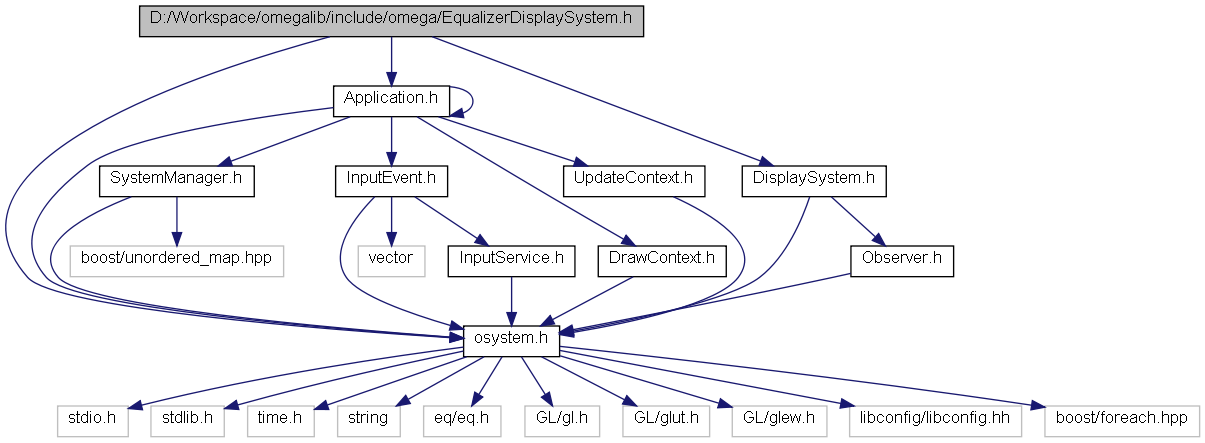 D:/Workspace/omegalib/include/omega/EqualizerDisplaySystem.h
Application.h
SystemManager.h
InputEvent.h
UpdateContext.h
DisplaySystem.h
boost/unordered_map.hpp
vector
InputService.h
DrawContext.h
Observer.h
osystem.h
stdio.h
stdlib.h
time.h
string
eq/eq.h
GL/gl.h
GL/glut.h
GL/glew.h
libconfig/libconfig.hh
boost/foreach.hpp